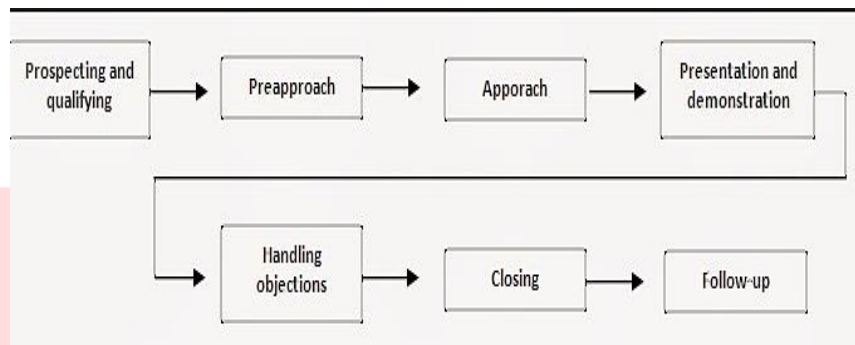 Prospecting and
qualifying
Preapproach
Apporach
Presentation and
demonstration
Handling
objections
Closing
Follow-up